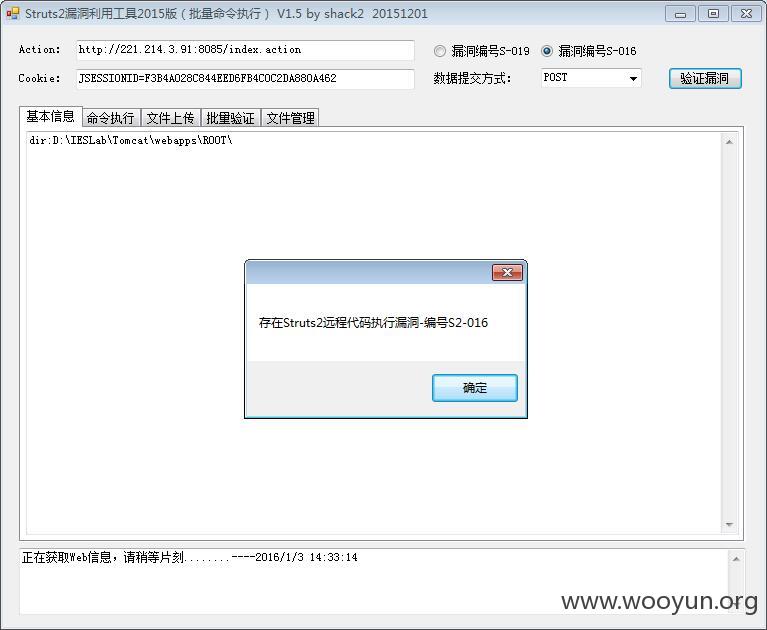 Struts2漏洞利用工具2015版（批量命令执行） V1.5 by shack2  20151201
Action: http://221.214.3.91:8085/index.action 漏洞编号S-019 漏洞编号S-016
Cookie: JSESSIONID=F3B4A028C844EED6FB4C0C2DA880A462 数据提交方式: POST 验证漏洞
基本信息 命令执行 文件上传 批量验证 文件管理
dir:D:\IESLab\Tomcat\webapps\ROOT\
存在Struts2远程代码执行漏洞-编号S2-016
确定
正在获取Web信息，请稍等片刻........----2016/1/3 14:33:14
www.wooyun.org